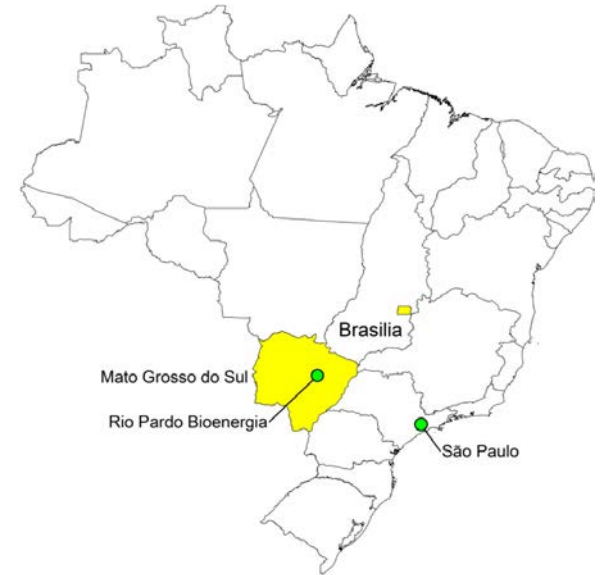 Brasilia
Mato Grosso do Sul
Rio Pardo Bioenergia
São Paulo